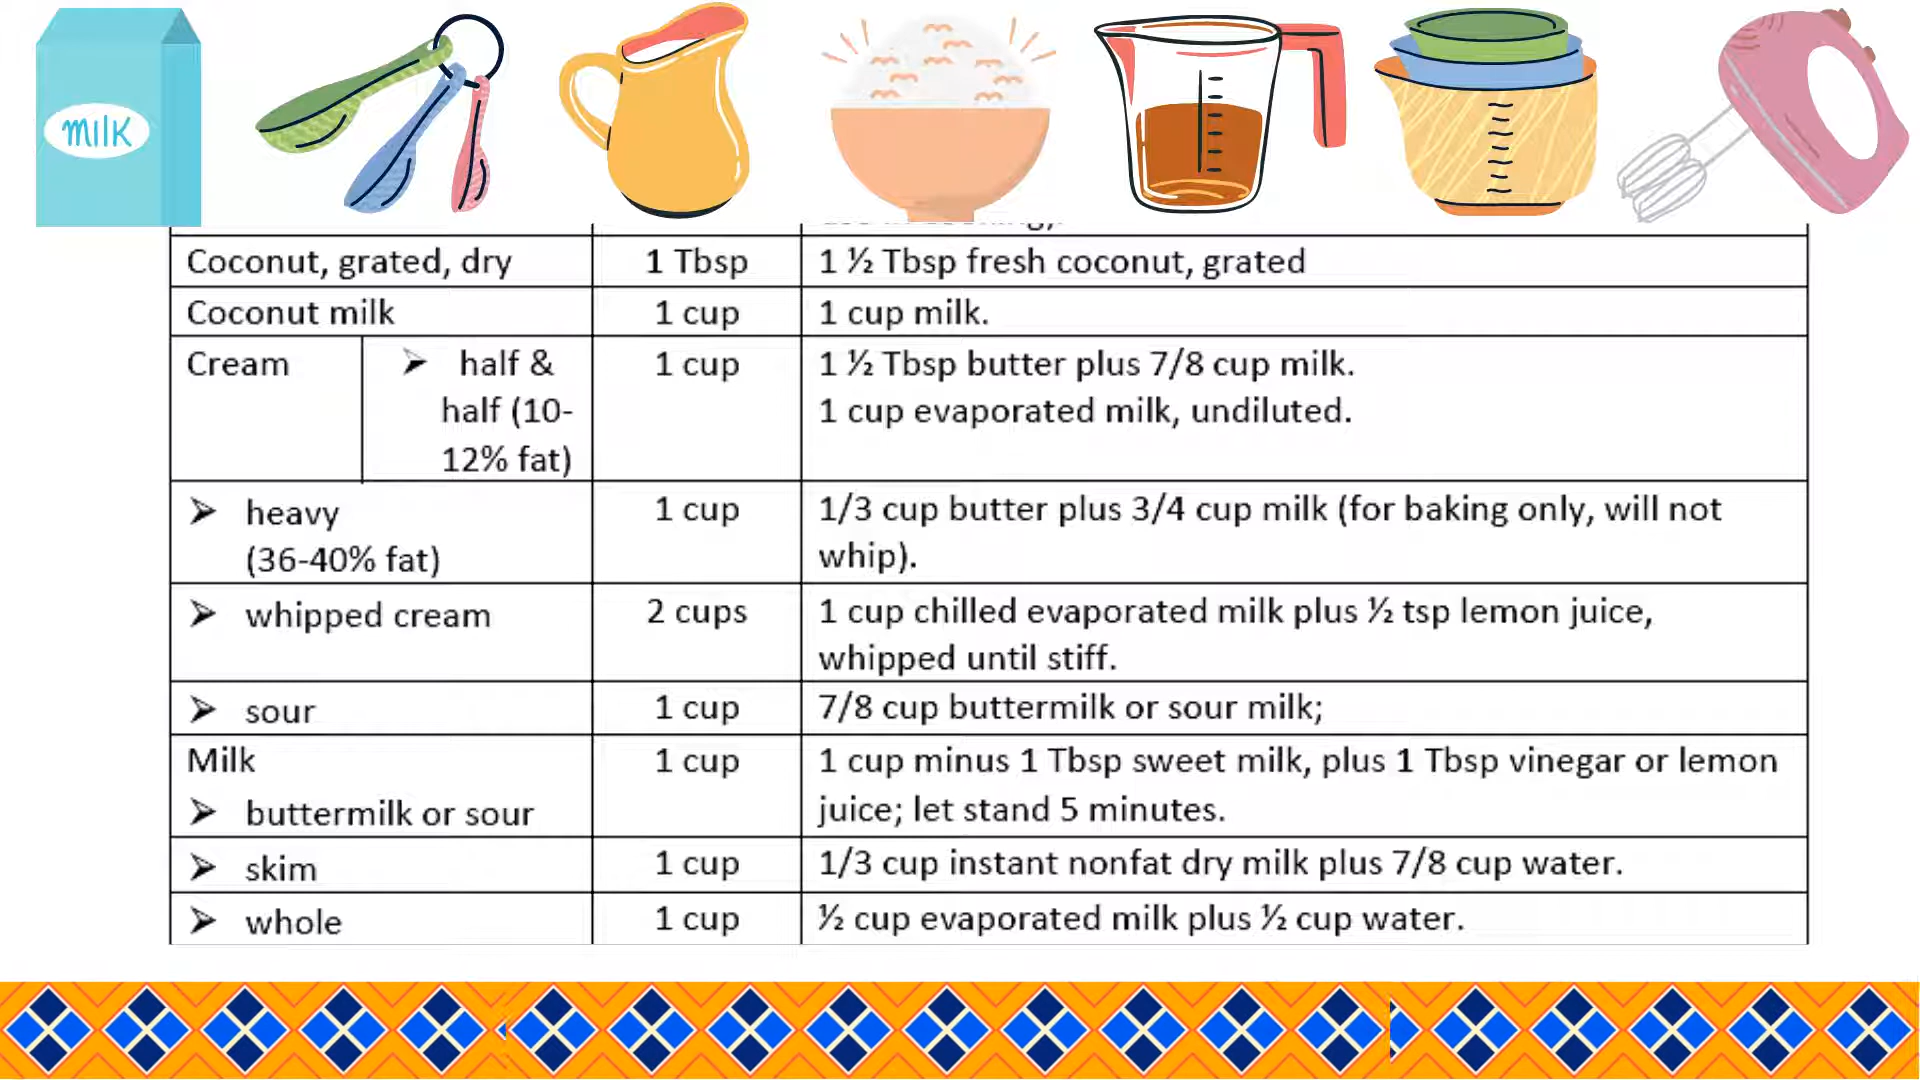 milk
Coconut, grated, dry 1 Tbsp 1 ½ Tbsp fresh coconut, grated
Coconut milk 1 cup 1 cup milk.
Cream ➢ half & 1 cup 1 ½ Tbsp butter plus 7/8 cup milk.
half (10- 1 cup evaporated milk, undiluted.
12% fat)
➢ heavy 1 cup 1/3 cup butter plus 3/4 cup milk (for baking only, will not
(36-40% fat) whip).
➢ whipped cream 2 cups 1 cup chilled evaporated milk plus ½ tsp lemon juice,
whipped until stiff.
➢ sour 1 cup 7/8 cup buttermilk or sour milk;
Milk 1 cup 1 cup minus 1 Tbsp sweet milk, plus 1 Tbsp vinegar or lemon
➢ buttermilk or sour juice; let stand 5 minutes.
➢ skim 1 cup 1/3 cup instant nonfat dry milk plus 7/8 cup water.
➢ whole 1 cup ½ cup evaporated milk plus ½ cup water.